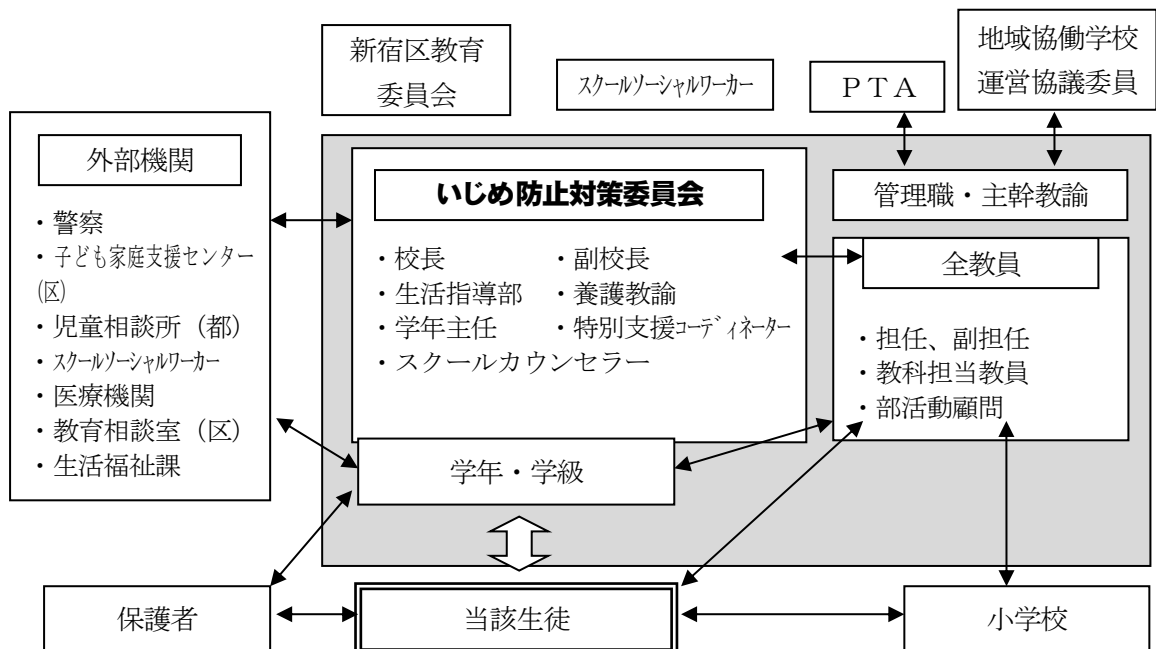 新宿区教育
委員会
スクールソーシャルワーカー
ＰＴＡ
地域協働学校
運営協議委員
外部機関
・警察
・子ども家庭支援センター
(区)
・児童相談所（都）
・スクールソーシャルワーカー
・医療機関
・教育相談室（区）
・生活福祉課
いじめ防止対策委員会
・校長　・副校長
・生活指導部　・養護教諭
・学年主任　・特別支援コーディネーター
・スクールカウンセラー
管理職・主幹教諭
全教員
・担任、副担任
・教科担当教員
・部活動顧問
学年・学級
保護者
当該生徒
小学校